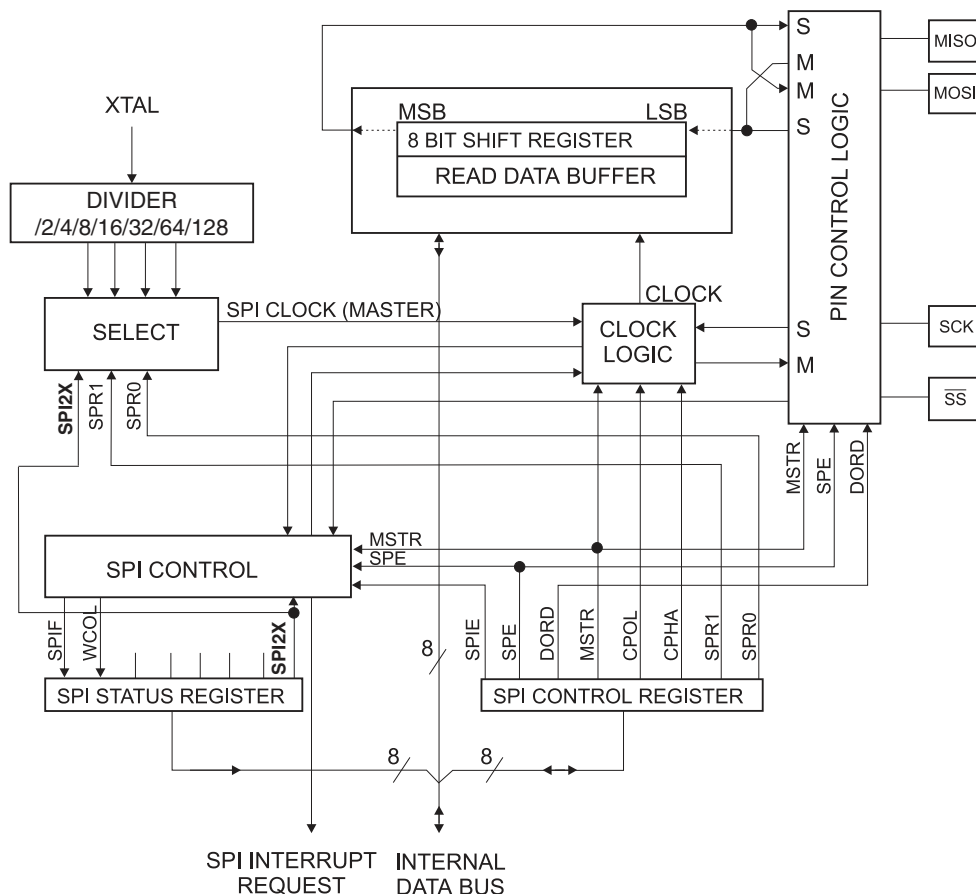 S
MISO
M
M
MOSI
S
XTAL
MSB
LSB
8 BIT SHIFT REGISTER
READ DATA BUFFER
DIVIDER
/2/4/8/16/32/64/128
PIN CONTROL LOGIC
SPI CLOCK (MASTER)
CLOCK
SELECT
CLOCK
LOGIC
S
M
SCK
SS
SPI2X
SPR1
SPR0
MSTR
SPE
DORD
MSTR
SPE
SPI CONTROL
SPIF
WCOL
SPI2X
SPIE
SPE
DORD
MSTR
CPOL
CPHA
SPR1
SPR0
8
SPI STATUS REGISTER
SPI CONTROL REGISTER
8
8
SPI INTERRUPT
REQUEST
INTERNAL
DATA BUS